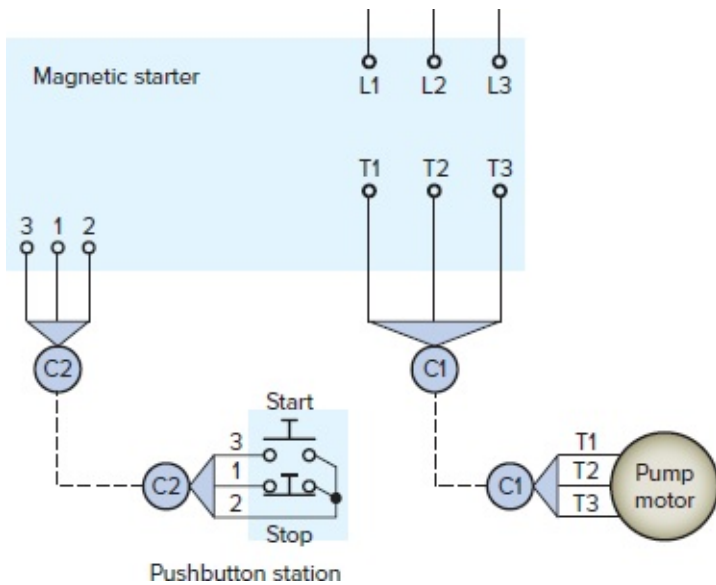 Magnetic starter
L1 L2 L3
T1 T2 T3
3 1 2
C2 C1
Start
3
1
2
C2
Stop
Pushbutton station
C1
T1
T2
T3
Pump
motor